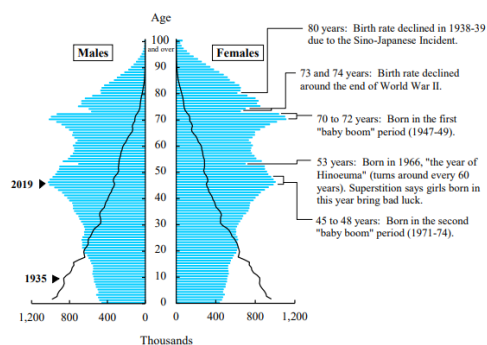 Age
100
and over
Males
Females
90
80
70
60
50
40
30
20
10
0
2019
1935
80 years: Birth rate declined in 1938-39
due to the Sino-Japanese Incident.
73 and 74 years: Birth rate declined
around the end of World War II.
70 to 72 years: Born in the first
"baby boom" period (1947-49).
53 years: Born in 1966, "the year of
Hinoeuma" (turns around every 60
years). Superstition says girls born in
this year bring bad luck.
45 to 48 years: Born in the second
"baby boom" period (1971-74).
1,200 800 400 0 0 400 800 1,200
Thousands